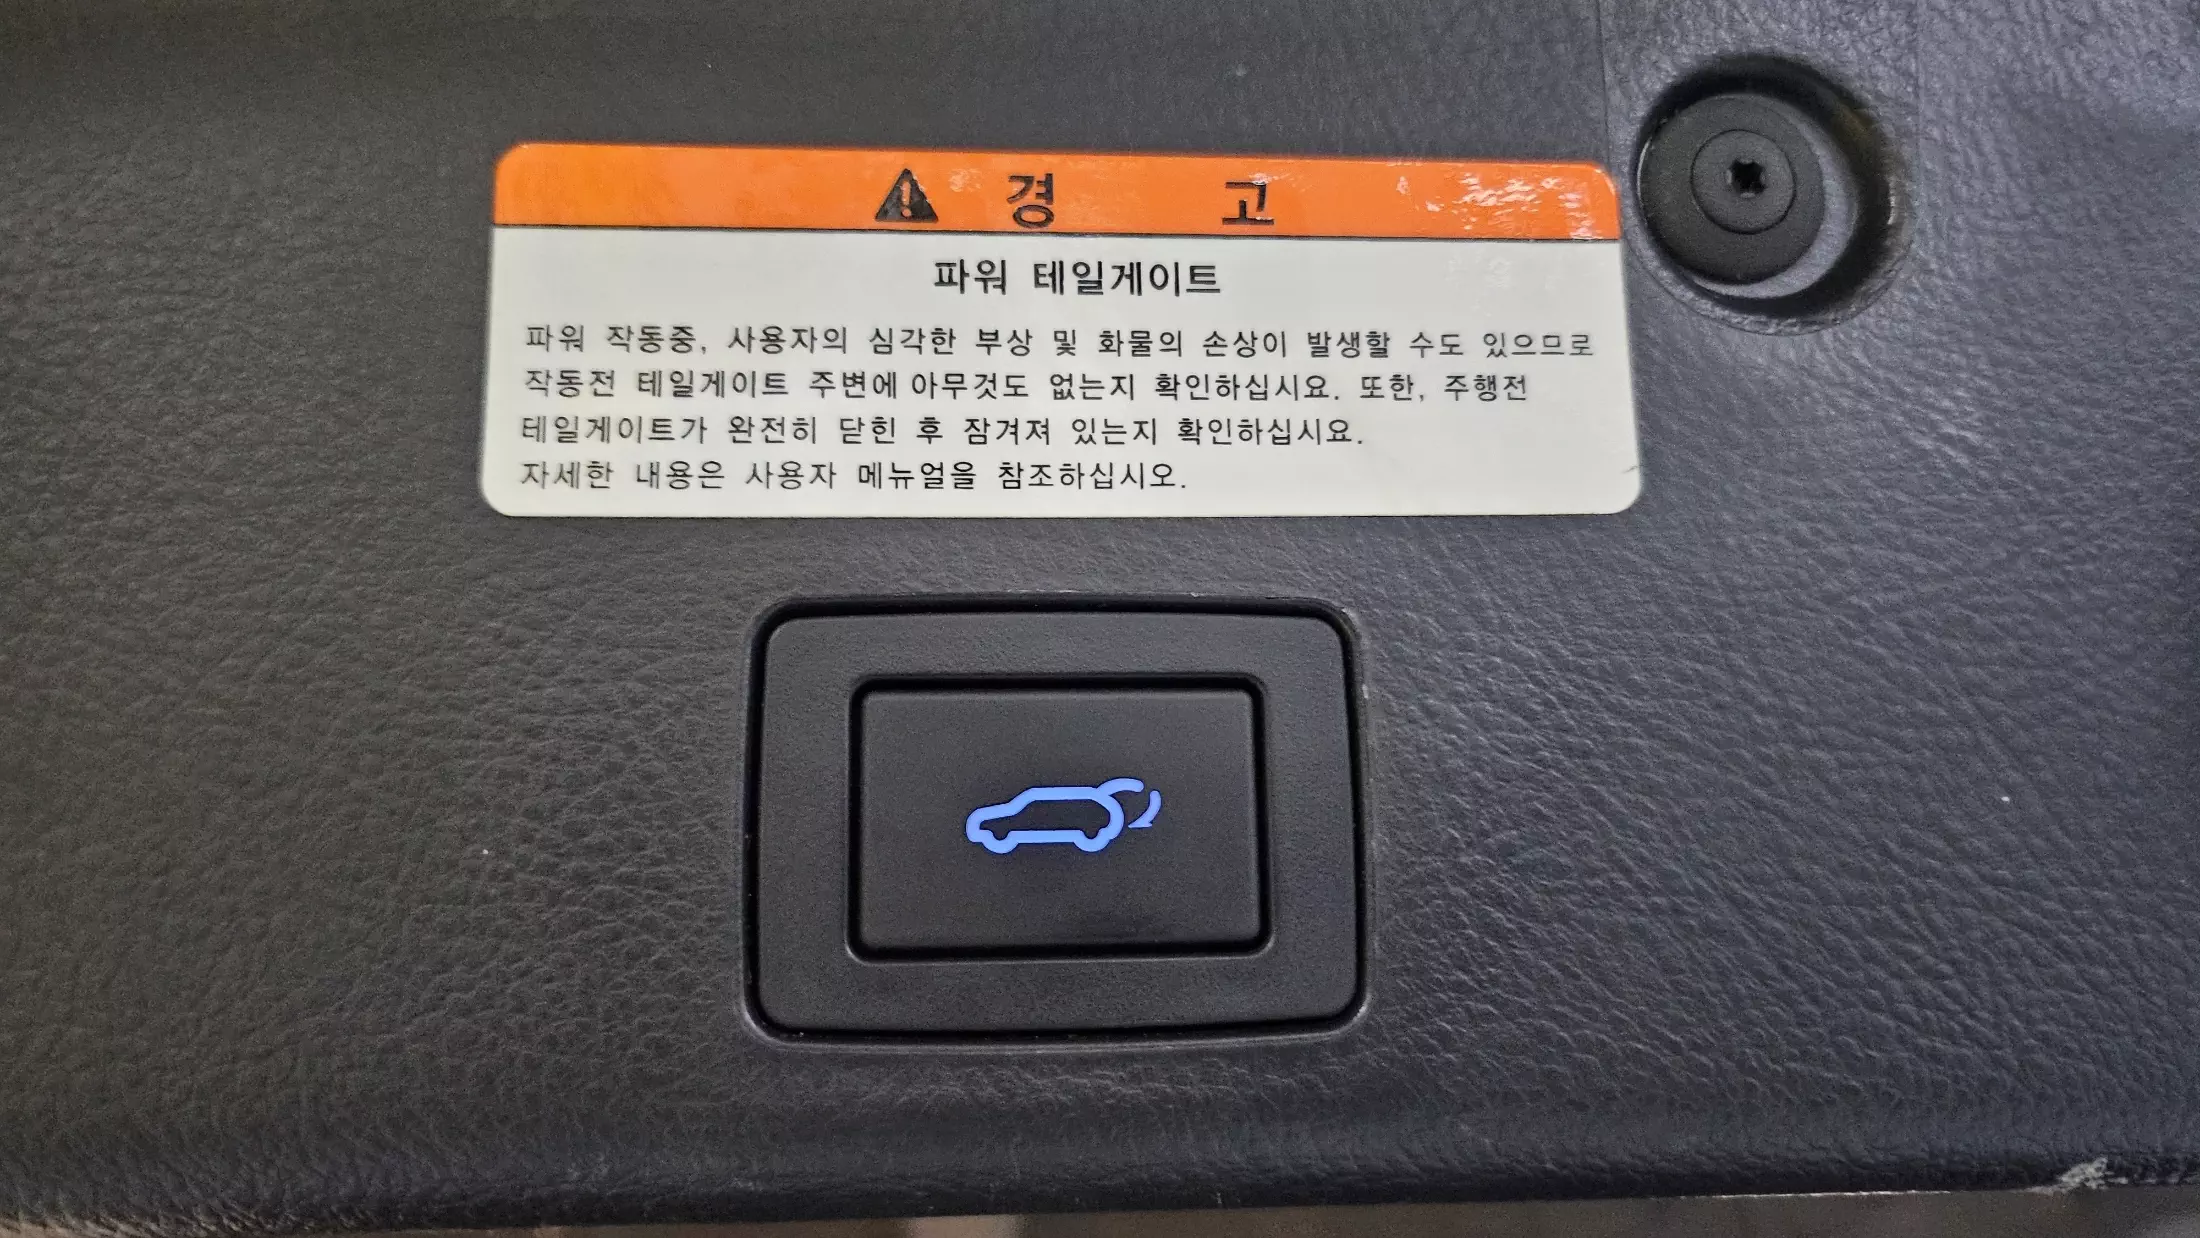 경 고
파워 테일게이트
파워 작동중, 사용자의 심각한 부상 및 화물의 손상이 발생할 수도 있으므로
작동전 테일게이트 주변에 아무것도 없는지 확인하십시요. 또한, 주행전
테일게이트가 완전히 닫힌 후 잠겨져 있는지 확인하십시요.
자세한 내용은 사용자 메뉴얼을 참조하십시오.